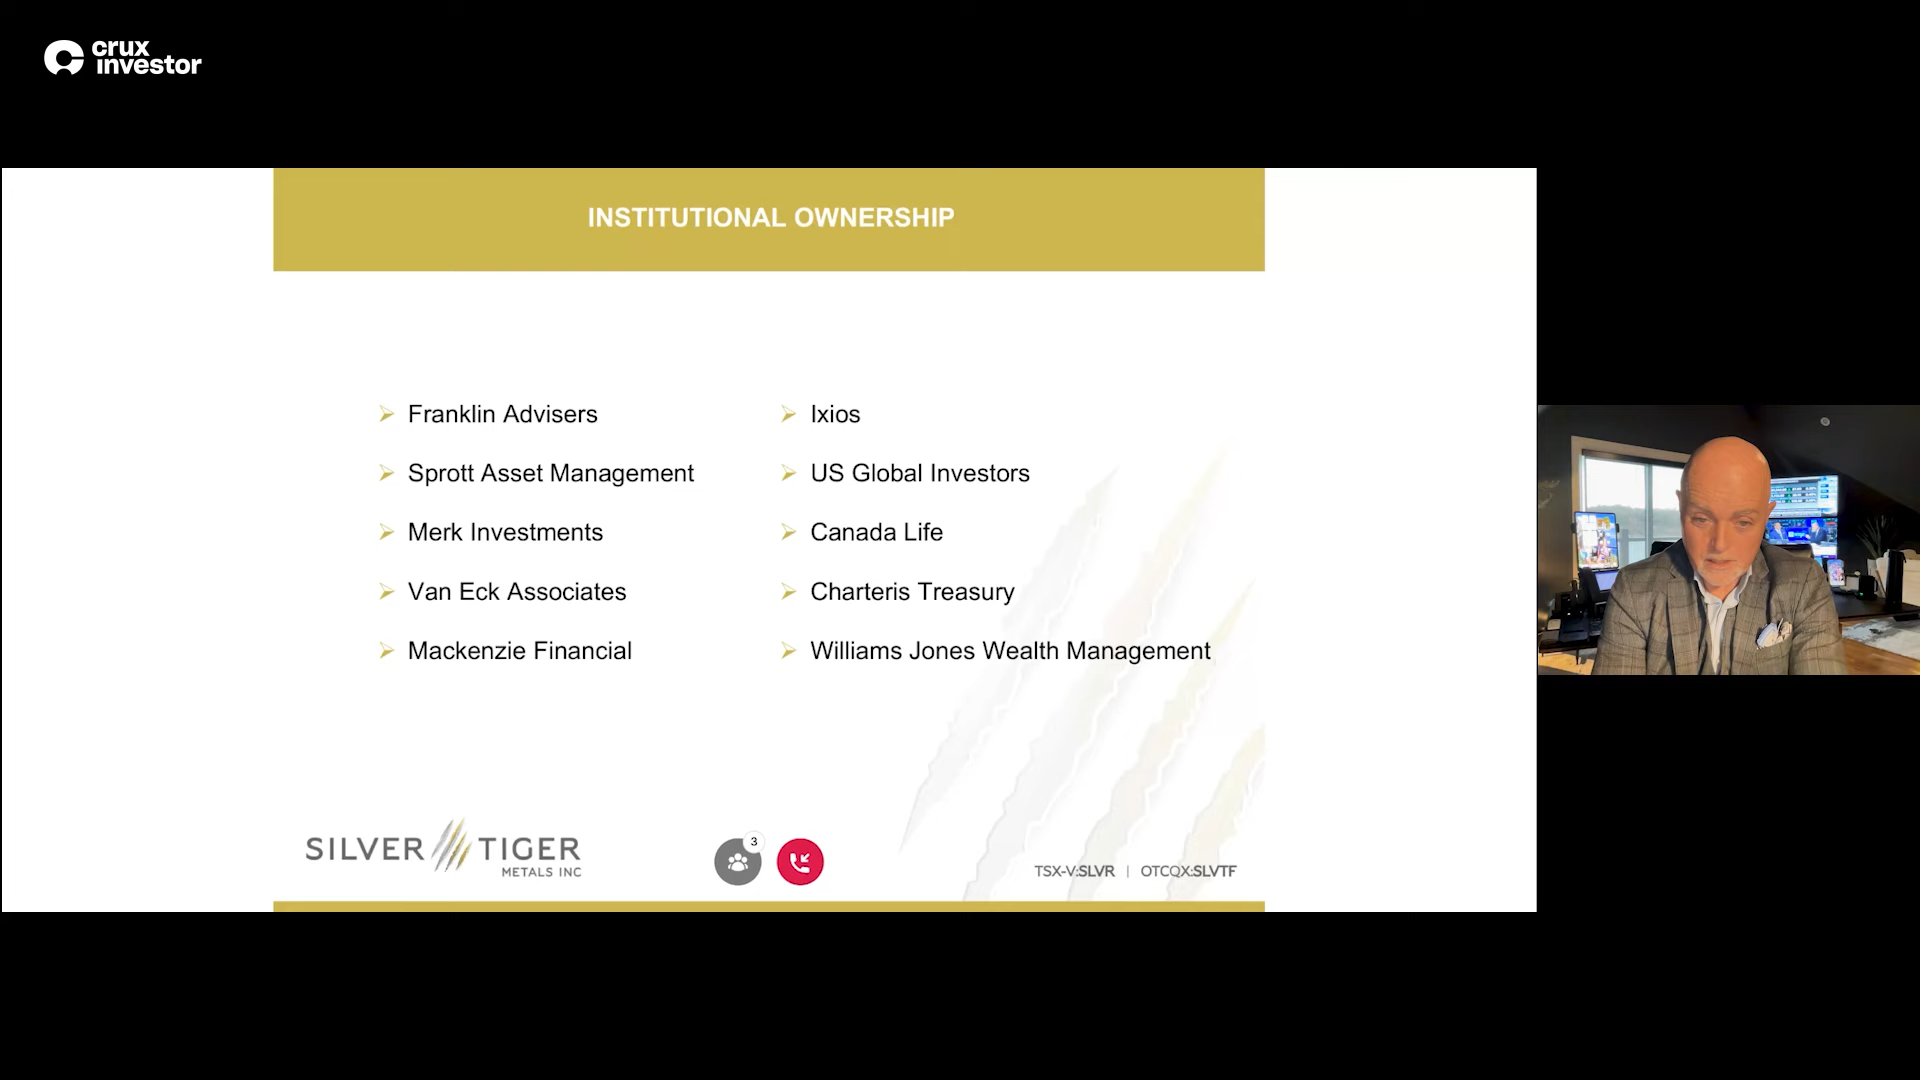 crux
investor
INSTITUTIONAL OWNERSHIP
Franklin Advisers
Sprott Asset Management
Merk Investments
Van Eck Associates
Mackenzie Financial
Ixios
US Global Investors
Canada Life
Charteris Treasury
Williams Jones Wealth Management
SILVER TIGER
METALS INC
3
TSX-V:SLVR | OTCQX:SLVTF